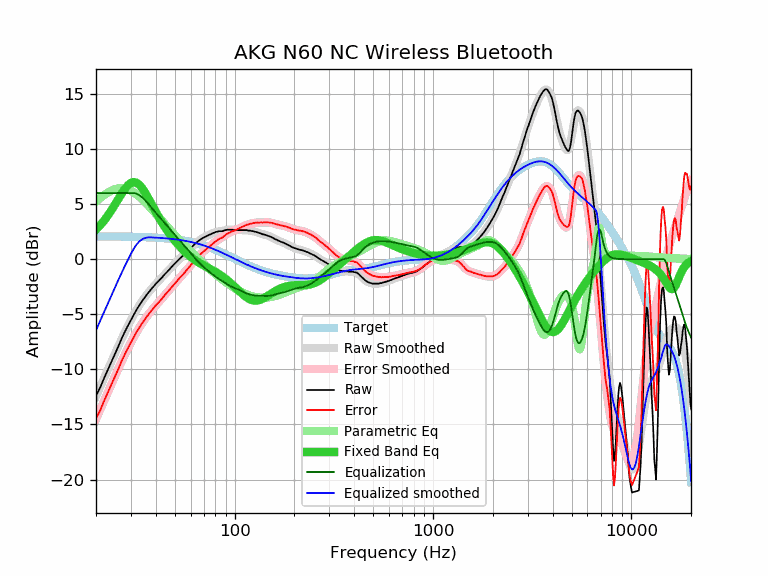 AKG N60 NC Wireless Bluetooth
15
10
5
0
−5
−10
−15
−20
Amplitude (dBr)
Target
Raw Smoothed
Error Smoothed
Raw
Error
Parametric Eq
Fixed Band Eq
Equalization
Equalized smoothed
100
1000
10000
Frequency (Hz)